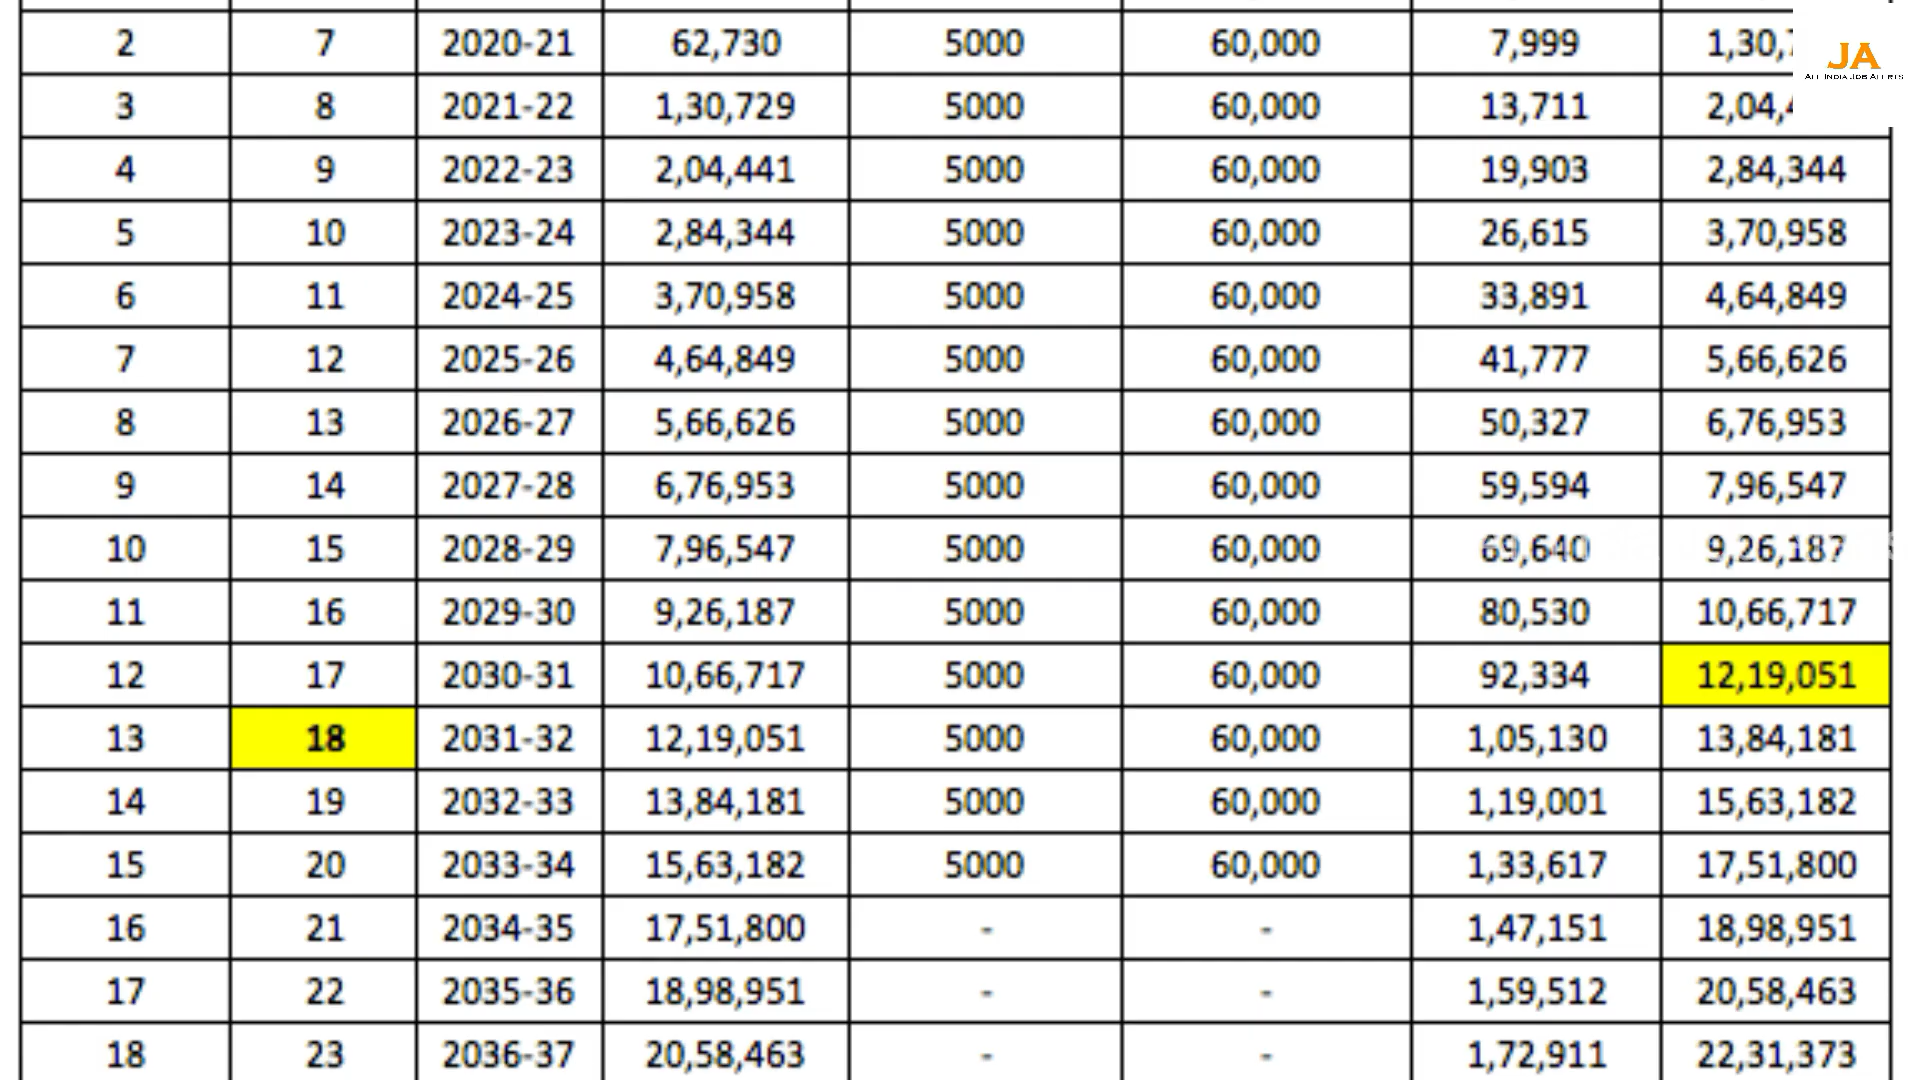 2 7 2020-21 62,730 5000 60,000 7,999
JA
ALL INDIA JOB ALERTS
3 8 2021-22 1,30,729 5000 60,000 13,711
4 9 2022-23 2,04,441 5000 60,000 19,903 2,84,344
5 10 2023-24 2,84,344 5000 60,000 26,615 3,70,958
6 11 2024-25 3,70,958 5000 60,000 33,891 4,64,849
7 12 2025-26 4,64,849 5000 60,000 41,777 5,66,626
8 13 2026-27 5,66,626 5000 60,000 50,327 6,76,953
9 14 2027-28 6,76,953 5000 60,000 59,594 7,96,547
10 15 2028-29 7,96,547 5000 60,000 69,640 9,26,187
11 16 2029-30 9,26,187 5000 60,000 80,530 10,66,717
12 17 2030-31 10,66,717 5000 60,000 92,334 12,19,051
13 18 2031-32 12,19,051 5000 60,000 1,05,130 13,84,181
14 19 2032-33 13,84,181 5000 60,000 1,19,001 15,63,182
15 20 2033-34 15,63,182 5000 60,000 1,33,617 17,51,800
16 21 2034-35 17,51,800 - - 1,47,151 18,98,951
17 22 2035-36 18,98,951 - - 1,59,512 20,58,463
18 23 2036-37 20,58,463 - - 1,72,911 22,31,373